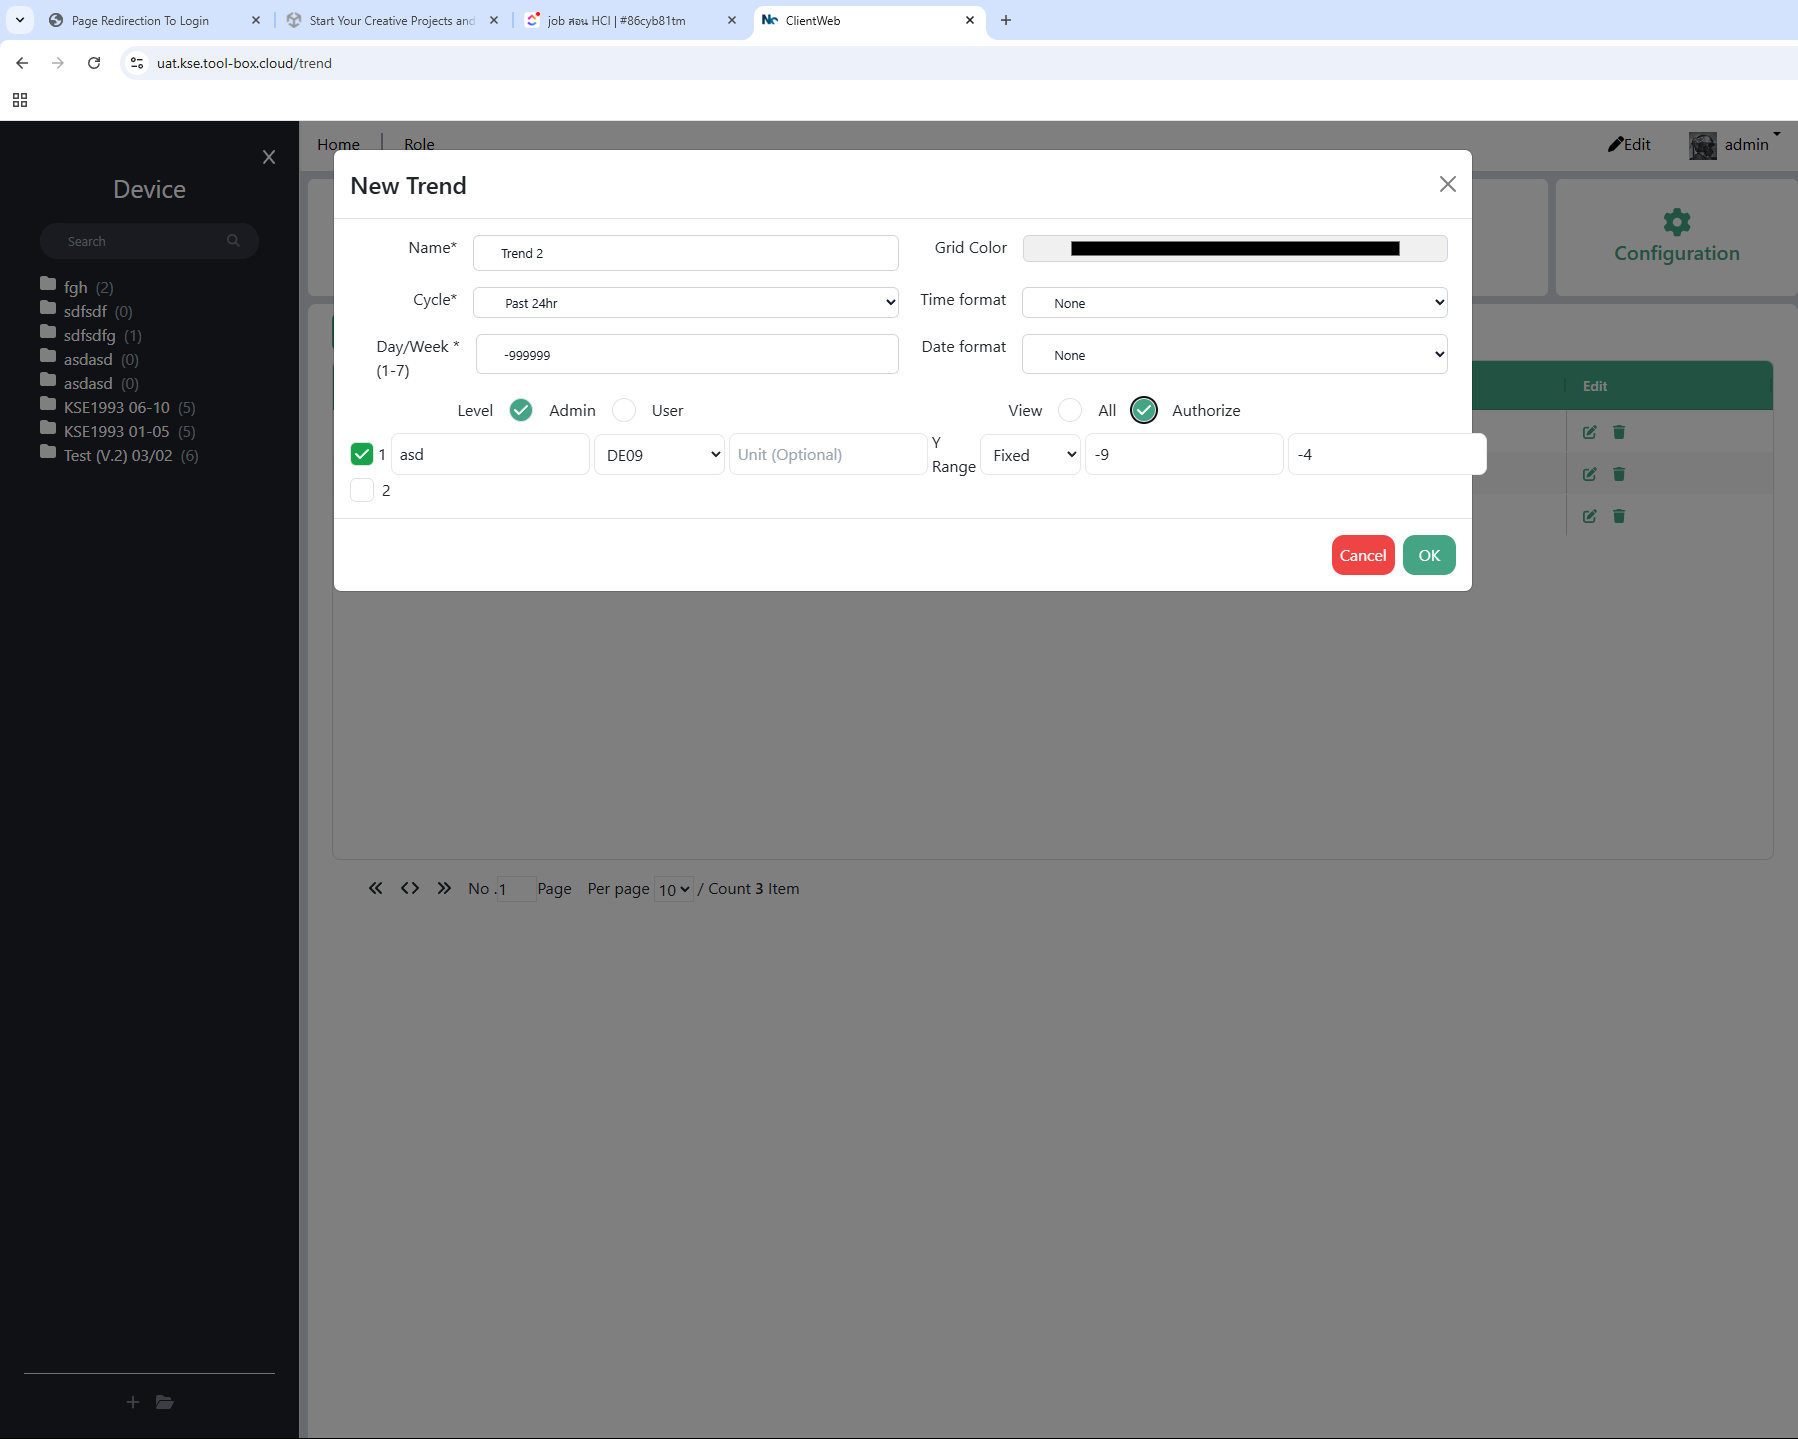 Page Redirection To Login
Start Your Creative Projects and
job สอน HCI | #86cyb81tm
ClientWeb
uat.kse.tool-box.cloud/trend
Device
Search
fgh (2)
sdfsdf (0)
sdfsdfg (1)
asdasd (0)
asdasd (0)
KSE1993 06-10 (5)
KSE1993 01-05 (5)
Test (V.2) 03/02 (6)
Home | Role
Edit
admin
Configuration
New Trend
Name* Trend 2
Grid Color
Cycle* Past 24hr
Time format None
Day/Week *
(1-7)
-999999
Date format None
Level Admin User
View All Authorize
1 asd DE09 Unit (Optional) Y
Range Fixed -9 -4
2
Cancel OK
Edit
No .1 Page Per page 10 / Count 3 Item